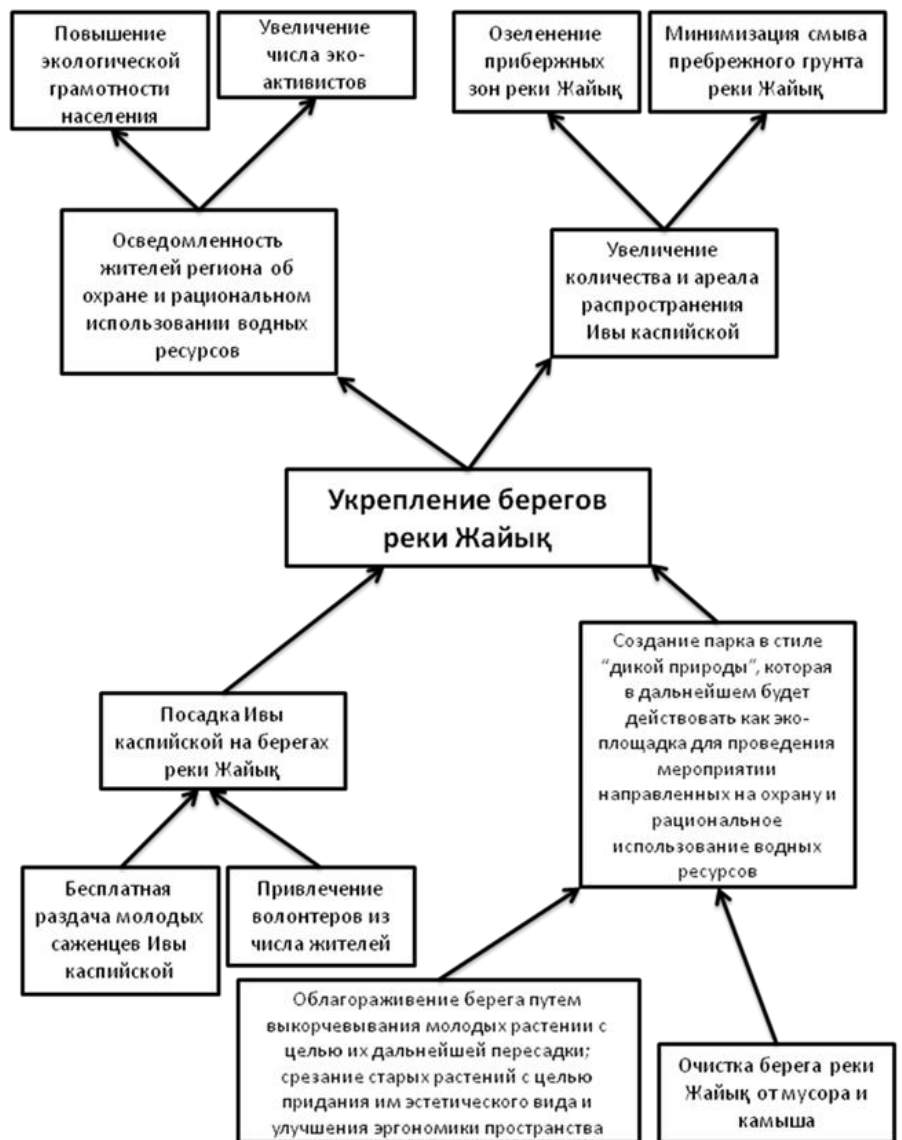 Повышение
экологической
грамотности
населения
Увеличение
числа эко-
активистов
Озеленение
прибержных
зон реки Жайық
Минимизация смыва
пребрежного грунта
реки Жайық
Осведомленность
жителей региона об
охране и рациональном
использовании водных
ресурсов
Увеличение
количества и ареала
распространения
Ивы каспийской
Укрепление берегов
реки Жайық
Посадка Ивы
каспийской на берегах
реки Жайық
Создание парка в стиле
“дикой природы”, которая
в дальнейшем будет
действовать как эко-
площадка для проведения
мероприятии
направленных на охрану и
рациональное
использование водных
ресурсов
Бесплатная
раздача молодых
саженцев Ивы
каспийской
Привлечение
волонтеров из
числа жителей
Облагораживение берега путем
выкорчевывания молодых растении с
целью их дальнейшей пересадки;
срезание старых растений с целью
придания им эстетического вида и
улучшения эргономики пространства
Очистка берега реки
Жайық от мусора и
камыша